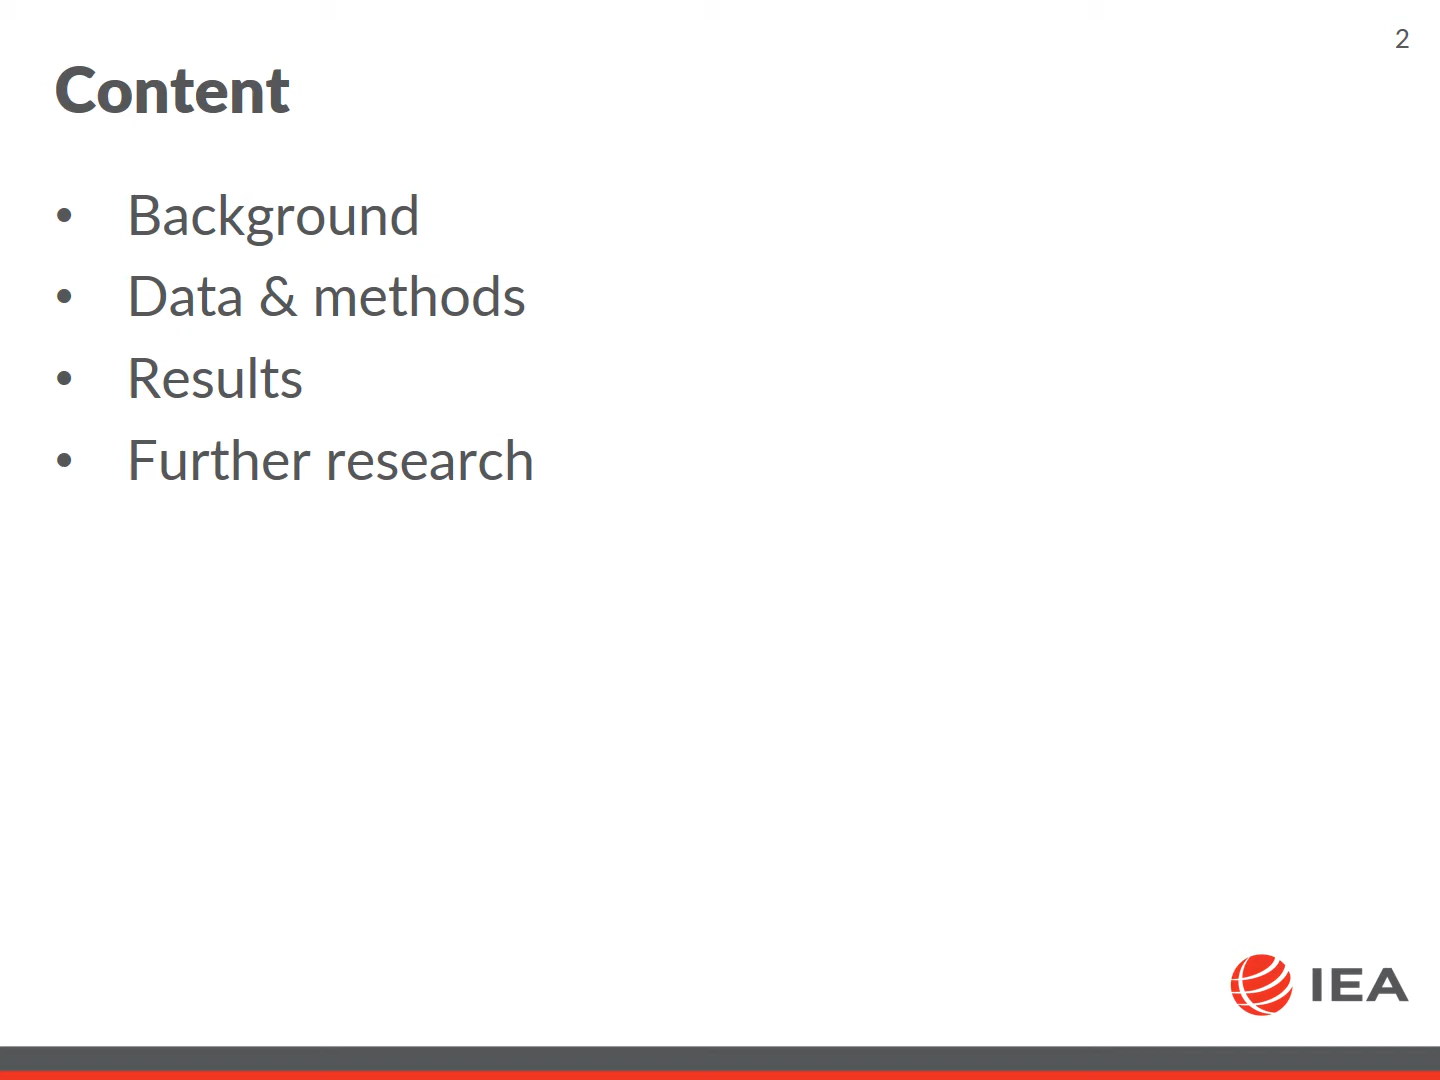 2
Content
• Background
• Data & methods
• Results
• Further research
IEA